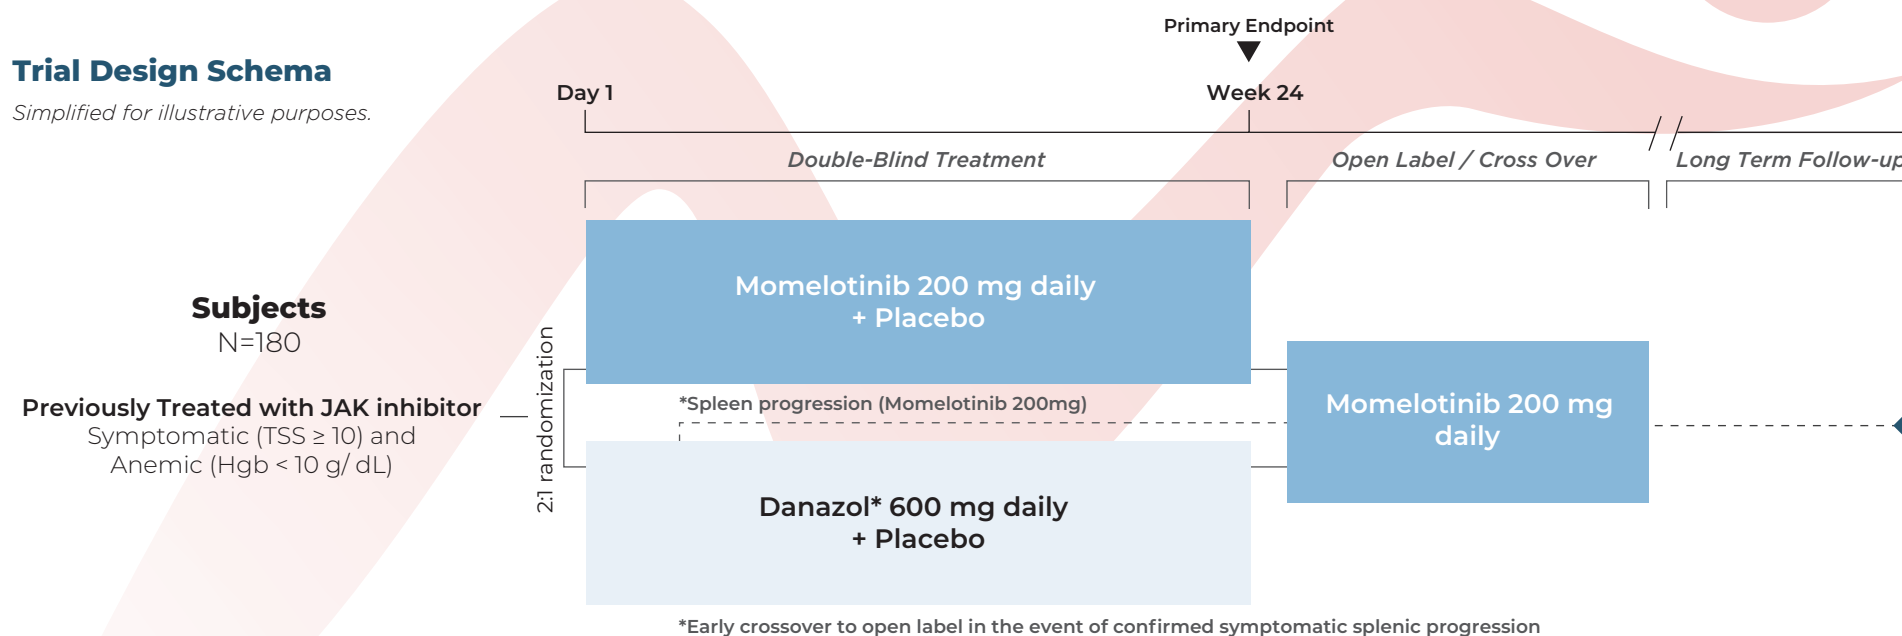 Trial Design Schema
Simplified for illustrative purposes.
Primary Endpoint
Day 1
Week 24
Double-Blind Treatment
Open Label / Cross Over
Long Term Follow-up
Subjects
N=180
Previously Treated with JAK inhibitor
Symptomatic (TSS ≥ 10) and
Anemic (Hgb < 10 g/ dL)
2:1 randomization
Momelotinib 200 mg daily
+ Placebo
*Spleen progression (Momelotinib 200mg)
Danazol* 600 mg daily
+ Placebo
Momelotinib 200 mg
daily
*Early crossover to open label in the event of confirmed symptomatic splenic progression